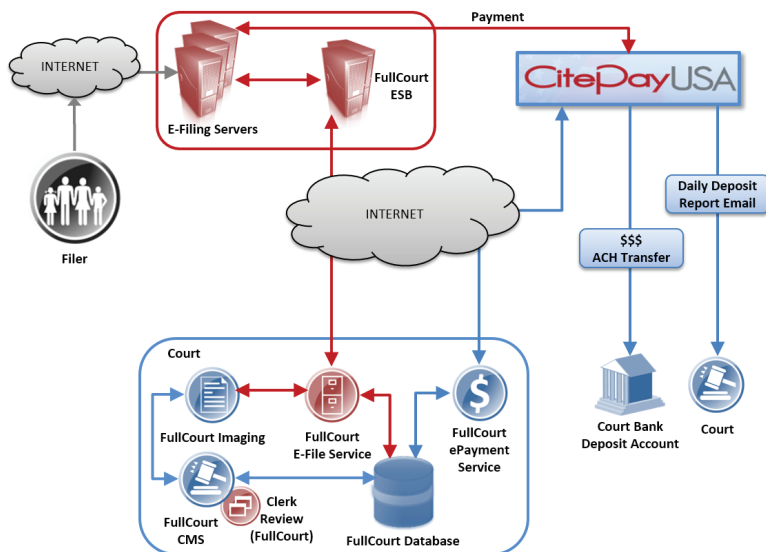 Payment
INTERNET
FullCourt
ESB
CitePayUSA
E-Filing Servers
Daily Deposit
Report Email
INTERNET
$$$
ACH Transfer
Filer
Court
$
FullCourt Imaging
FullCourt
E-File Service
FullCourt
ePayment
Service
Court Bank
Deposit Account
Court
FullCourt
CMS
Clerk
Review
(FullCourt)
FullCourt Database